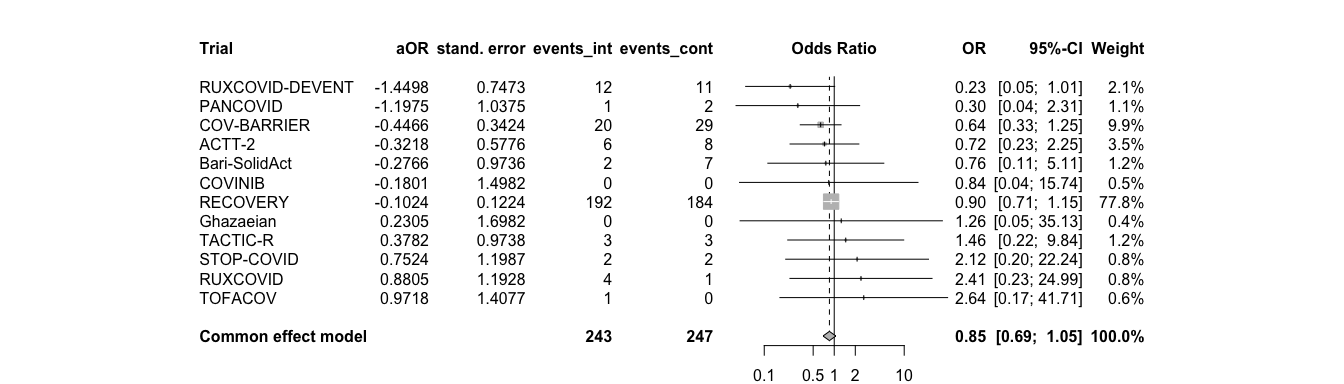 Trial aOR stand. error events_int events_cont Odds Ratio OR 95%-CI Weight
RUXCOVID-DEVENT -1.4498 0.7473 12 11 0.23 [0.05; 1.01] 2.1%
PANCOVID -1.1975 1.0375 1 2 0.30 [0.04; 2.31] 1.1%
COV-BARRIER -0.4466 0.3424 20 29 0.64 [0.33; 1.25] 9.9%
ACTT-2 -0.3218 0.5776 6 8 0.72 [0.23; 2.25] 3.5%
Bari-SolidAct -0.2766 0.9736 2 7 0.76 [0.11; 5.11] 1.2%
COVINIB -0.1801 1.4982 0 0 0.84 [0.04; 15.74] 0.5%
RECOVERY -0.1024 0.1224 192 184 0.90 [0.71; 1.15] 77.8%
Ghazaeian 0.2305 1.6982 0 0 1.26 [0.05; 35.13] 0.4%
TACTIC-R 0.3782 0.9738 3 3 1.46 [0.22; 9.84] 1.2%
STOP-COVID 0.7524 1.1987 2 2 2.12 [0.20; 22.24] 0.8%
RUXCOVID 0.8805 1.1928 4 1 2.41 [0.23; 24.99] 0.8%
TOFACOV 0.9718 1.4077 1 0 2.64 [0.17; 41.71] 0.6%
Common effect model 243 247 0.85 [0.69; 1.05] 100.0%
0.1 0.5 1 2 10